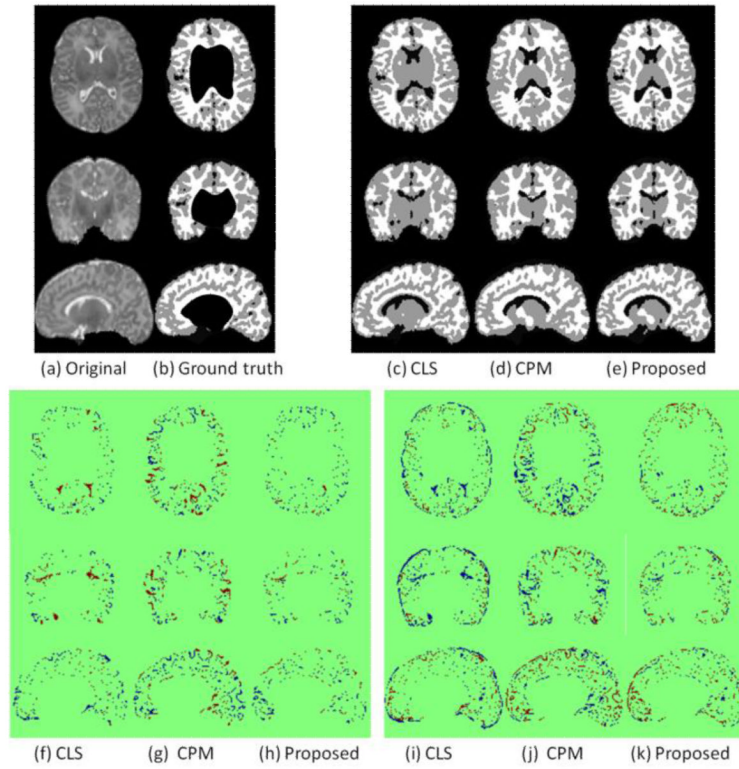 (a) Original (b) Ground truth (c) CLS (d) CPM (e) Proposed
(f) CLS (g) CPM (h) Proposed (i) CLS (j) CPM (k) Proposed